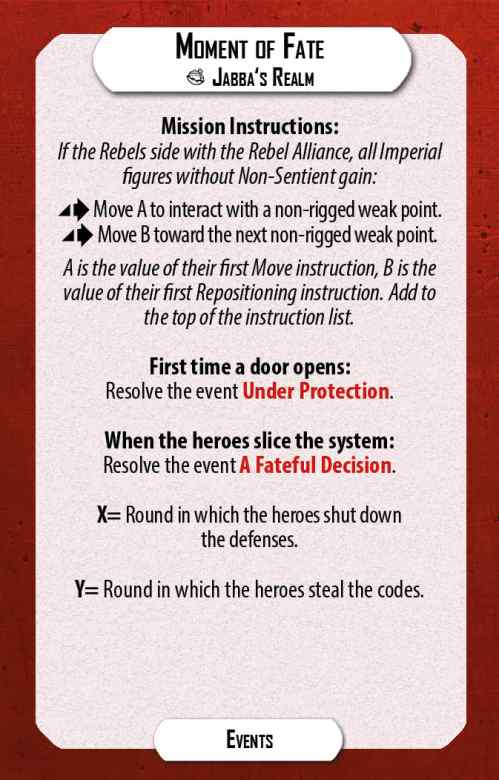 Moment of Fate
Jabba's Realm
Mission Instructions:
If the Rebels side with the Rebel Alliance, all Imperial
figures without Non-Sentient gain:
Move A to interact with a non-rigged weak point.
Move B toward the next non-rigged weak point.
A is the value of their first Move instruction, B is the
value of their first Repositioning instruction. Add to
the top of the instruction list.
First time a door opens:
Resolve the event Under Protection.
When the heroes slice the system:
Resolve the event A Fateful Decision.
X= Round in which the heroes shut down
the defenses.
Y= Round in which the heroes steal the codes.
Events